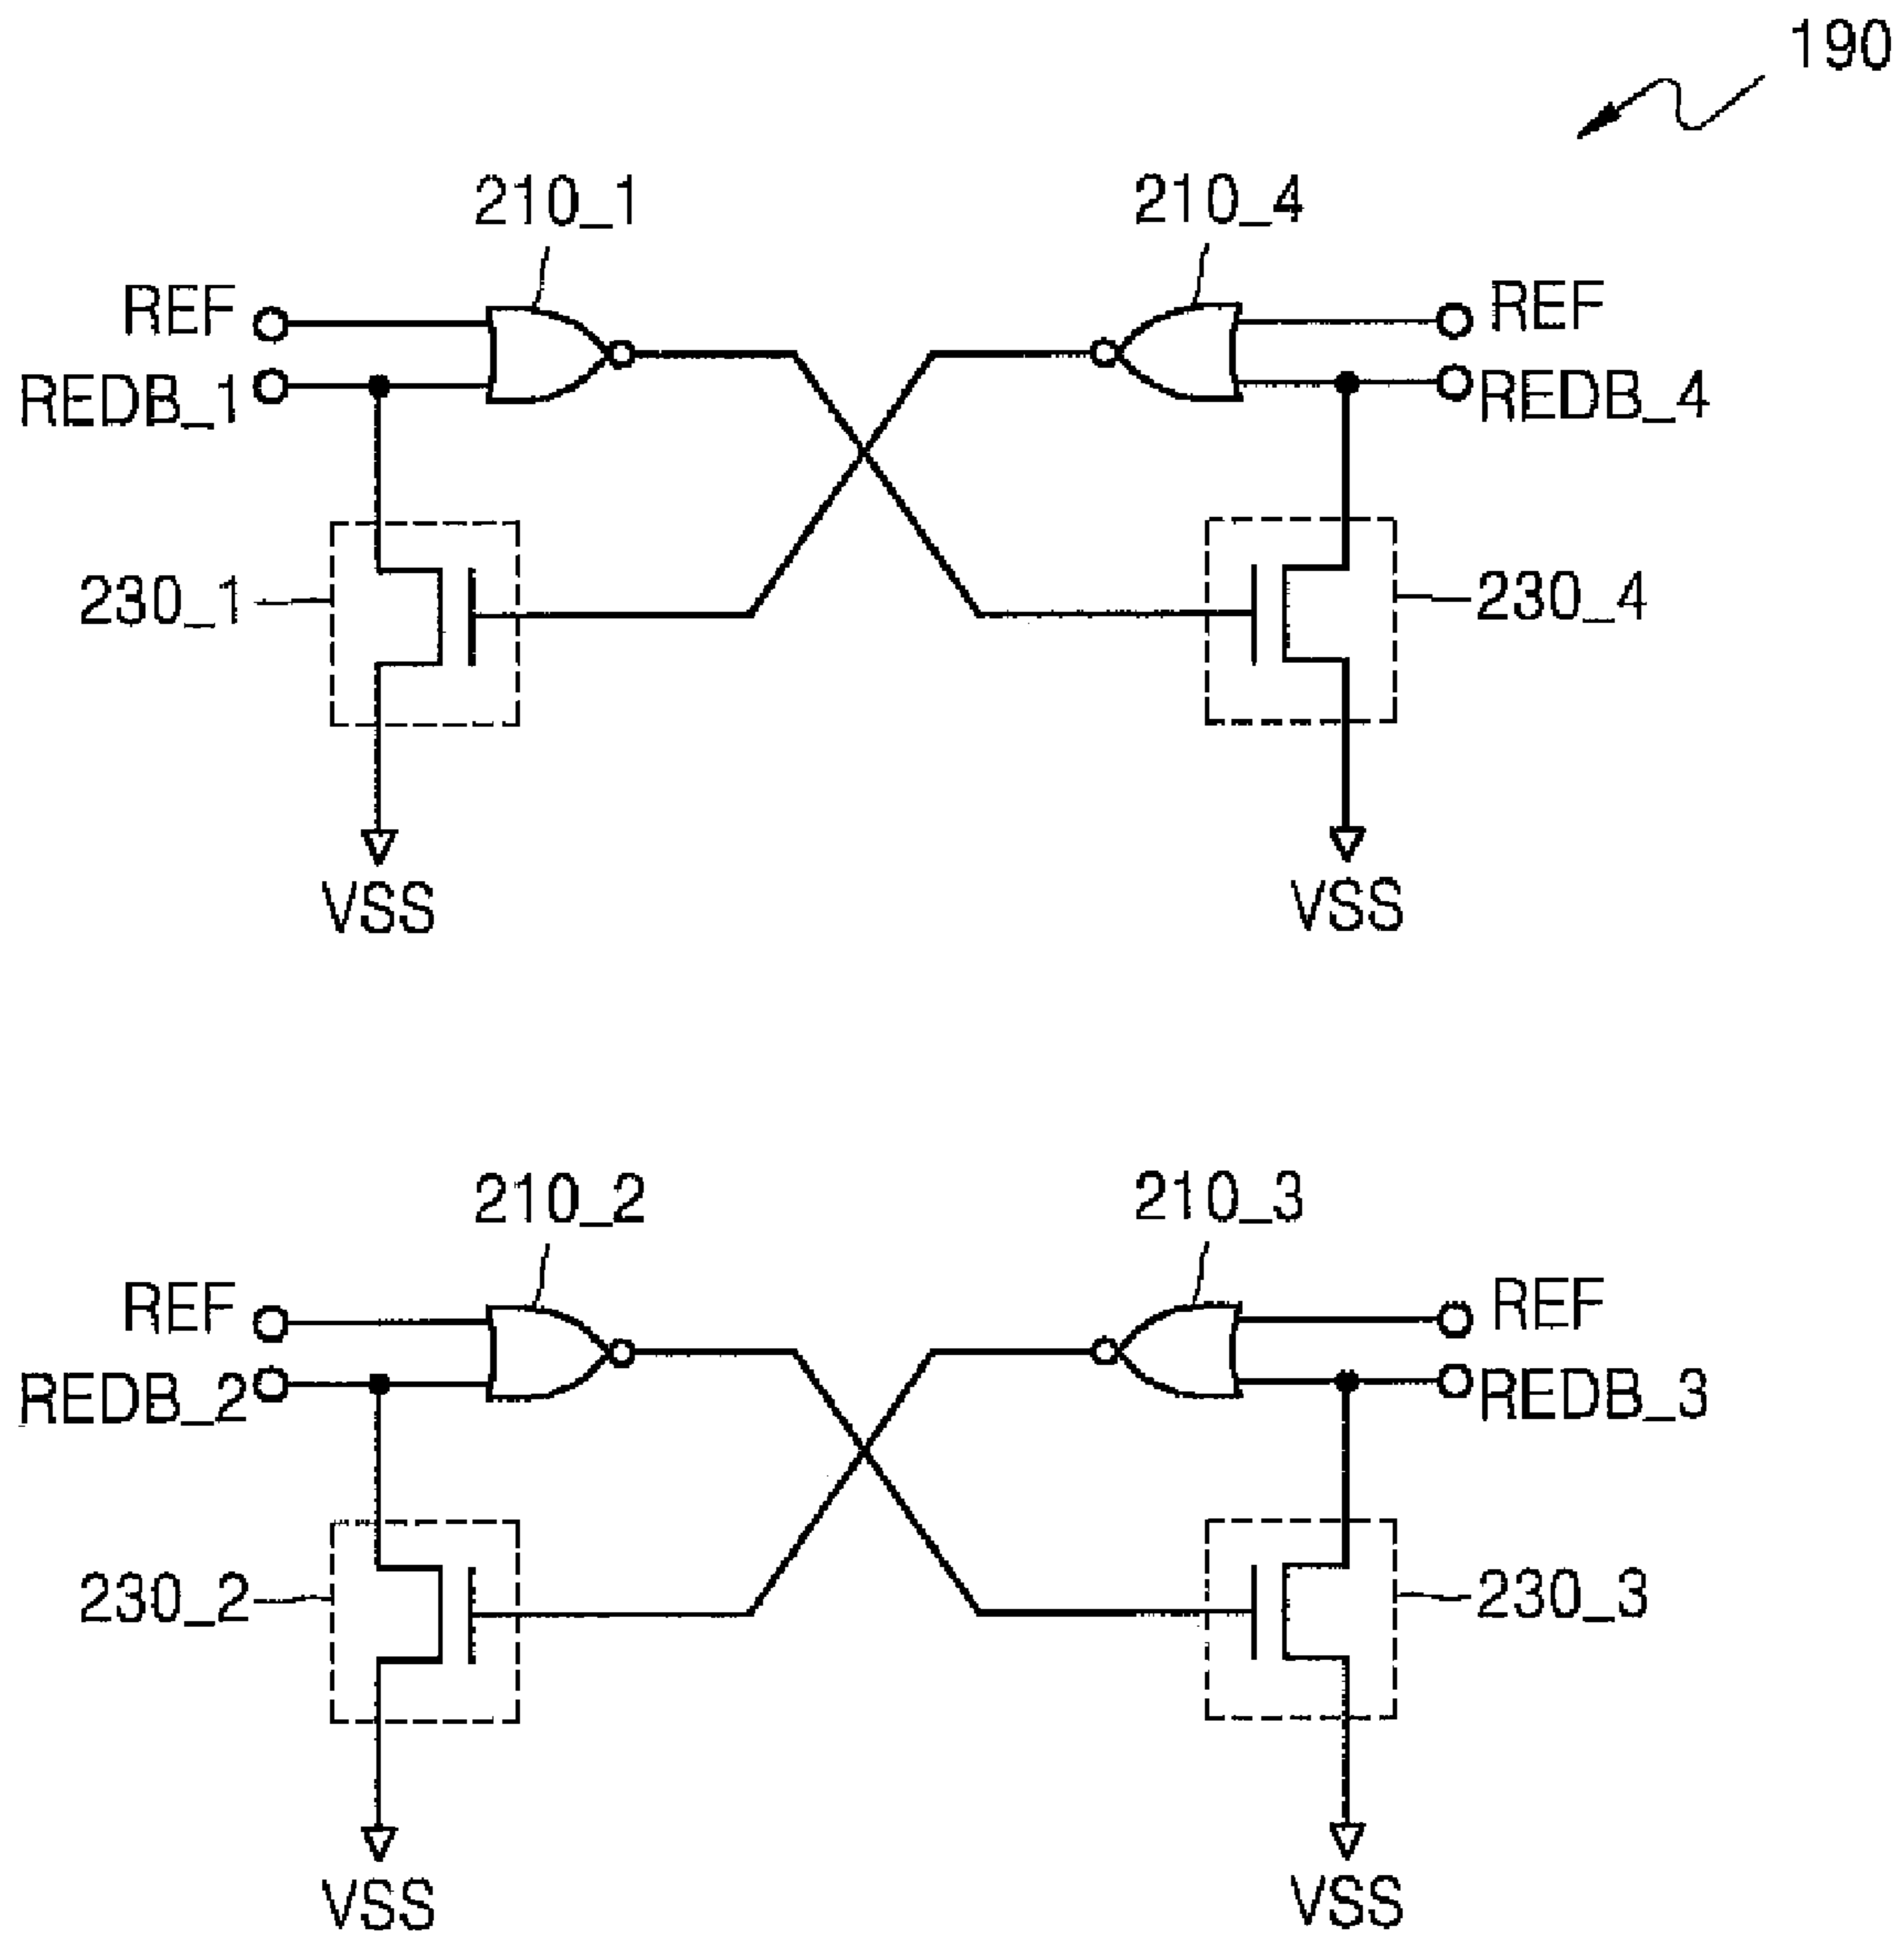 190
210_1
210_4
REF
REF
REDB_1
REDB_4
230_1
230_4
VSS
VSS
210_2
210_3
REF
REF
REDB_2
REDB_3
230_2
230_3
VSS
VSS